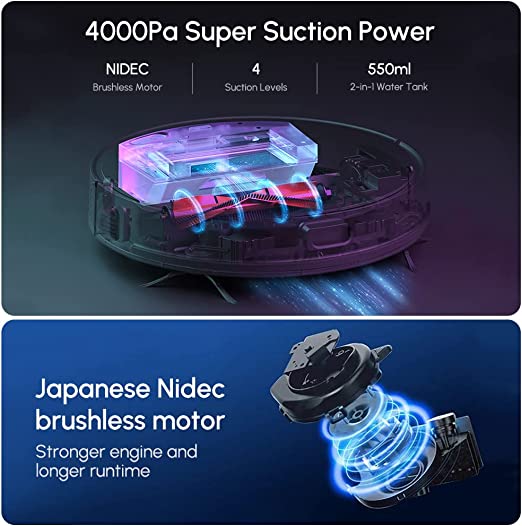 4000Pa Super Suction Power
NIDEC
Brushless Motor
4
Suction Levels
550ml
2-in-1 Water Tank
Japanese Nidec
brushless motor
Stronger engine and
longer runtime